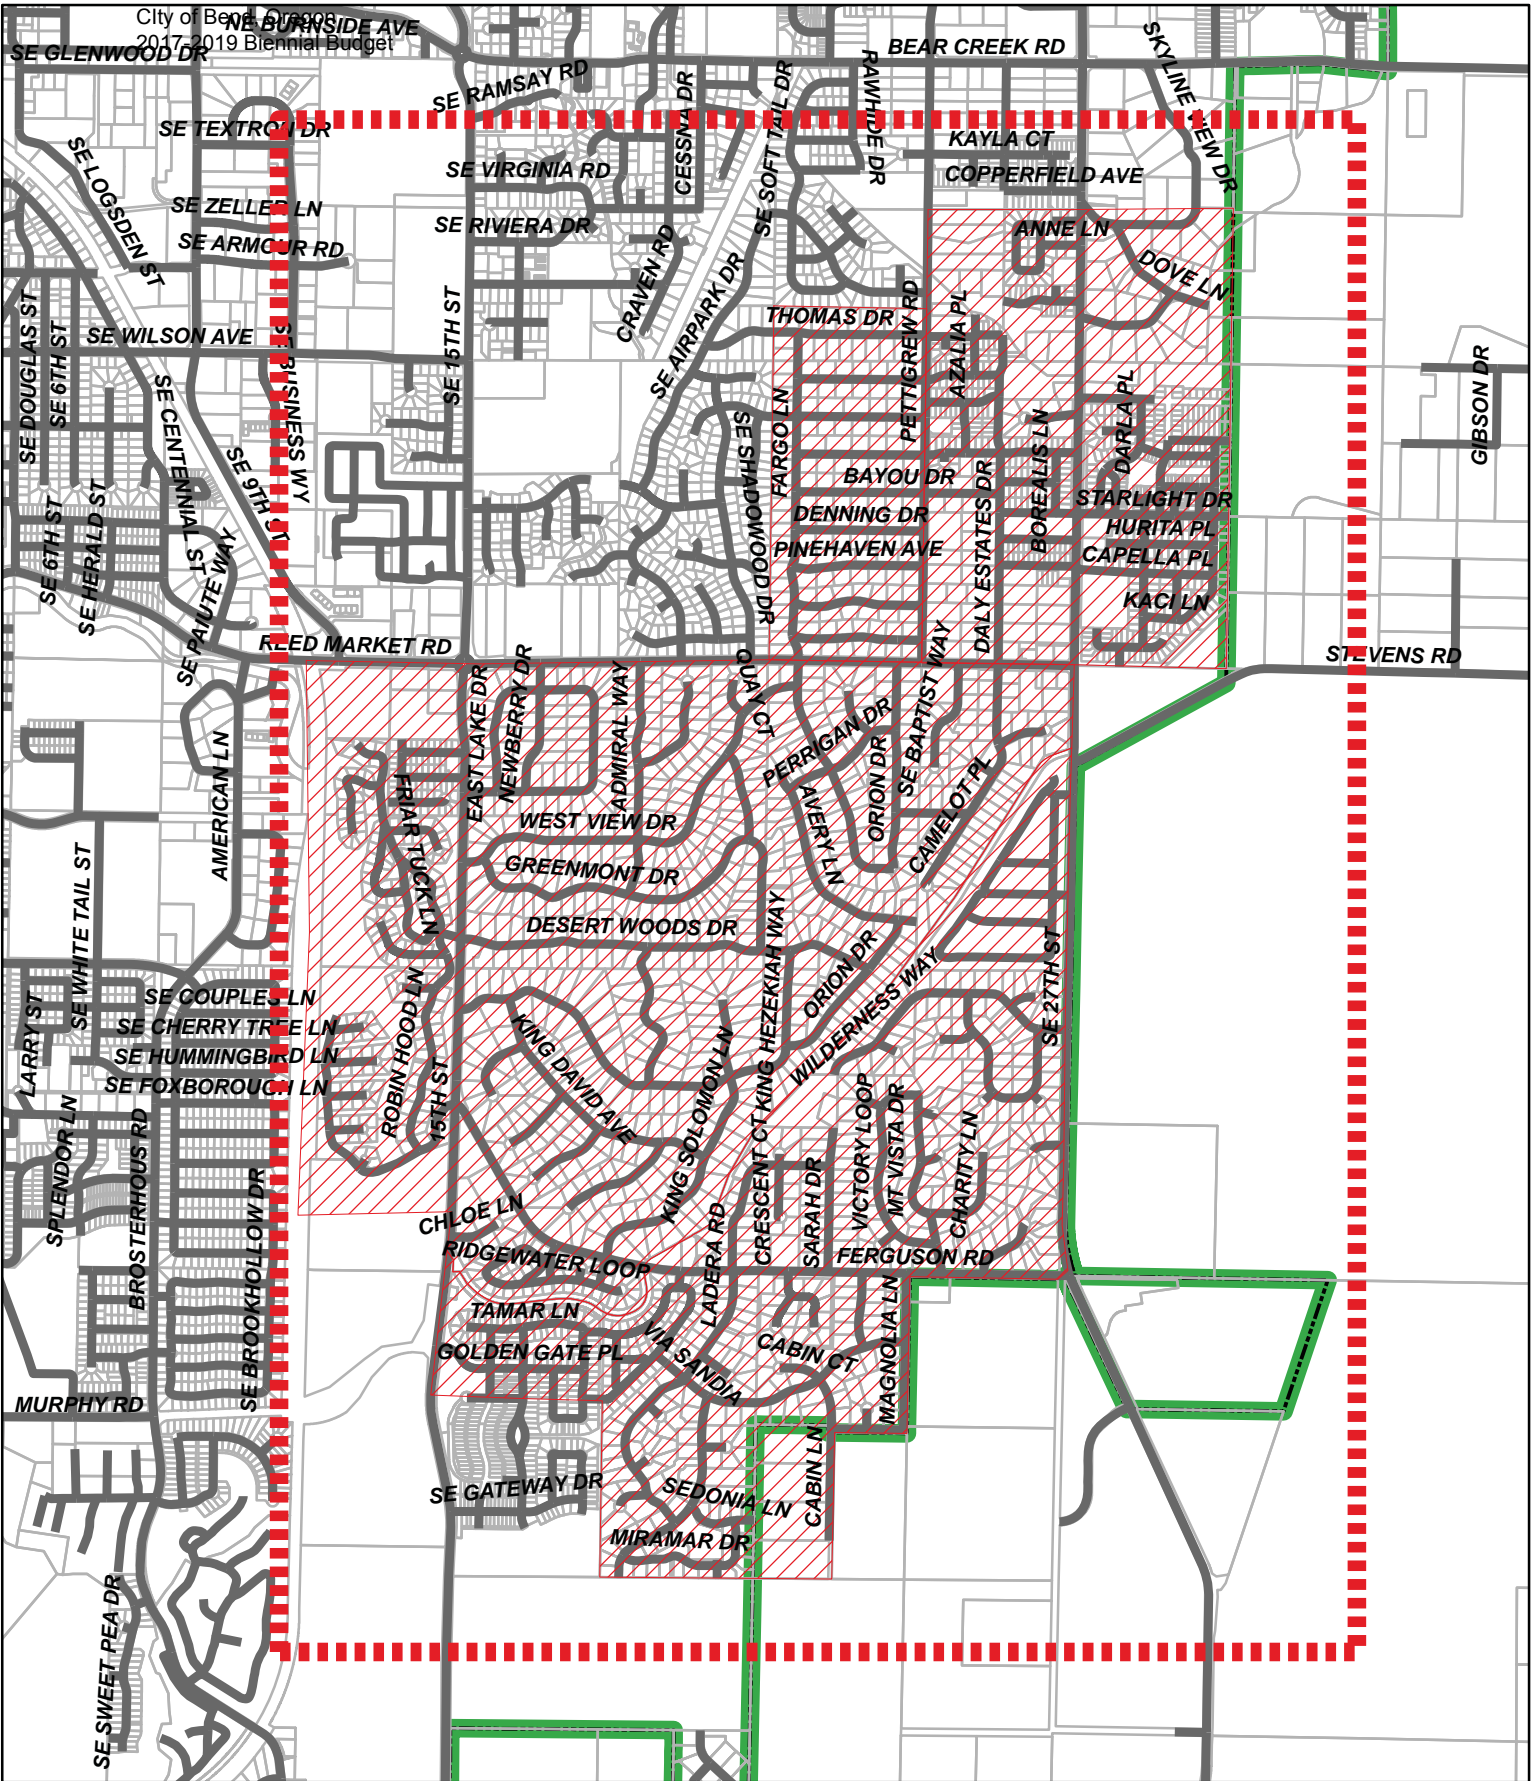 CIty of Bend, Oregon
2017-2019 Biennial Budget
NE BURNSIDE AVE
SE GLENWOOD DR
BEAR CREEK RD
SKYLINE VIEW DR
SE RAMSAY RD
RAWHIDE DR
CESSNA DR
SE SOFT TAIL DR
SE TEXTRON DR
KAYLA CT
SE LOGSDEN ST
SE VIRGINIA RD
COPPERFIELD AVE
SE ZELLER LN
SE RIVIERA DR
ANNE LN
SE ARMOUR RD
CRAVEN RD
DOVE LN
SE AIRPARK DR
THOMAS DR
PETTIGREW RD
AZALIA PL
SE DOUGLAS ST
SE 6TH ST
SE WILSON AVE
SE BUSINESS WY
SE 15TH ST
GIBSON DR
SE CENTENNIAL ST
SE 9TH ST
SE SHADOWOOD DR
FARGO LN
BAYOU DR
DALY ESTATES DR
BOREALIS LN
DARLA PL
STARLIGHT DR
DENNING DR
HURITA PL
PINEHAVEN AVE
CAPELLA PL
SE 6TH ST
SE HERALD ST
SE PAIUTE WAY
KACI LN
REED MARKET RD
STEVENS RD
EAST LAKE DR
NEWBERRY DR
ADMIRAL WAY
QUAY CT
PERRIGAN DR
ORION DR
SE BAPTIST WAY
CAMELOT PL
AMERICAN LN
FRIAR TUCK LN
WEST VIEW DR
AVERY LN
GREENMONT DR
SE WHITE TAIL ST
DESERT WOODS DR
KING HEZEKIAH WAY
ORION DR
WILDERNESS WAY
SE 27TH ST
LARRY ST
SE COUPLES LN
SE CHERRY TREE LN
SE HUMMINGBIRD LN
SE FOXBOROUGH LN
ROBIN HOOD LN
15TH ST
KING DAVID AVE
KING SOLOMON LN
CRESCENT CT
VICTORY LOOP
MT VISTA DR
CHARITY LN
SPLENDOR LN
BROSTERHOUS RD
SE BROOKHOLLOW DR
CHLOE LN
SARAH DR
RIDGEWATER LOOP
LADERA RD
FERGUSON RD
TAMAR LN
GOLDEN GATE PL
VIA SANDIA
CABIN CT
MAGNOLIA LN
MURPHY RD
SE GATEWAY DR
SEDONIA LN
CABIN LN
MIRAMAR DR
SE SWEET PEA DR